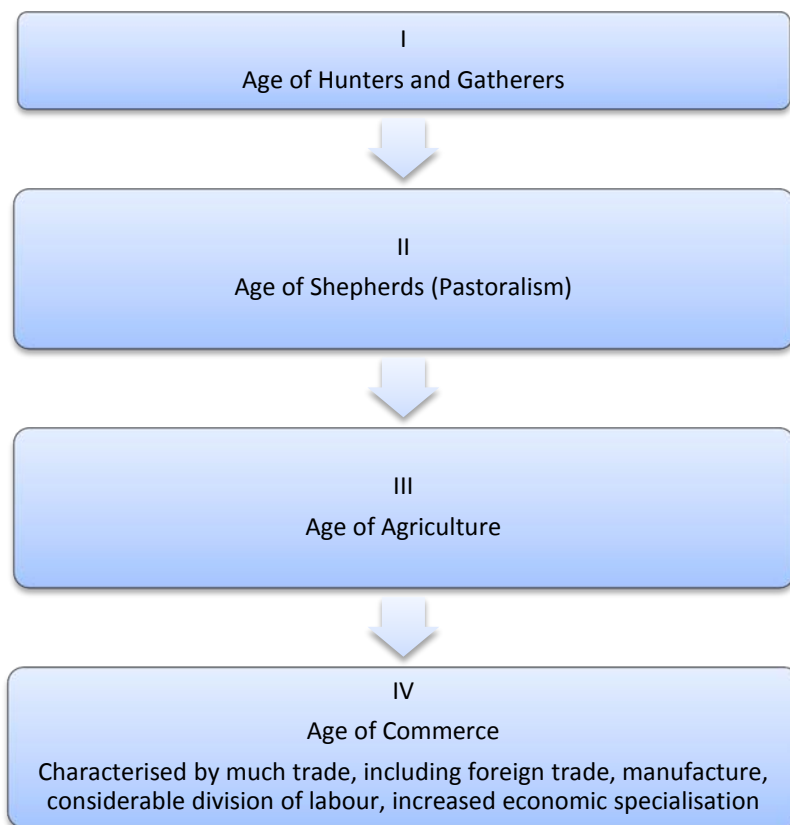 I
Age of Hunters and Gatherers
II
Age of Shepherds (Pastoralism)
III
Age of Agriculture
IV
Age of Commerce
Characterised by much trade, including foreign trade, manufacture,
considerable division of labour, increased economic specialisation